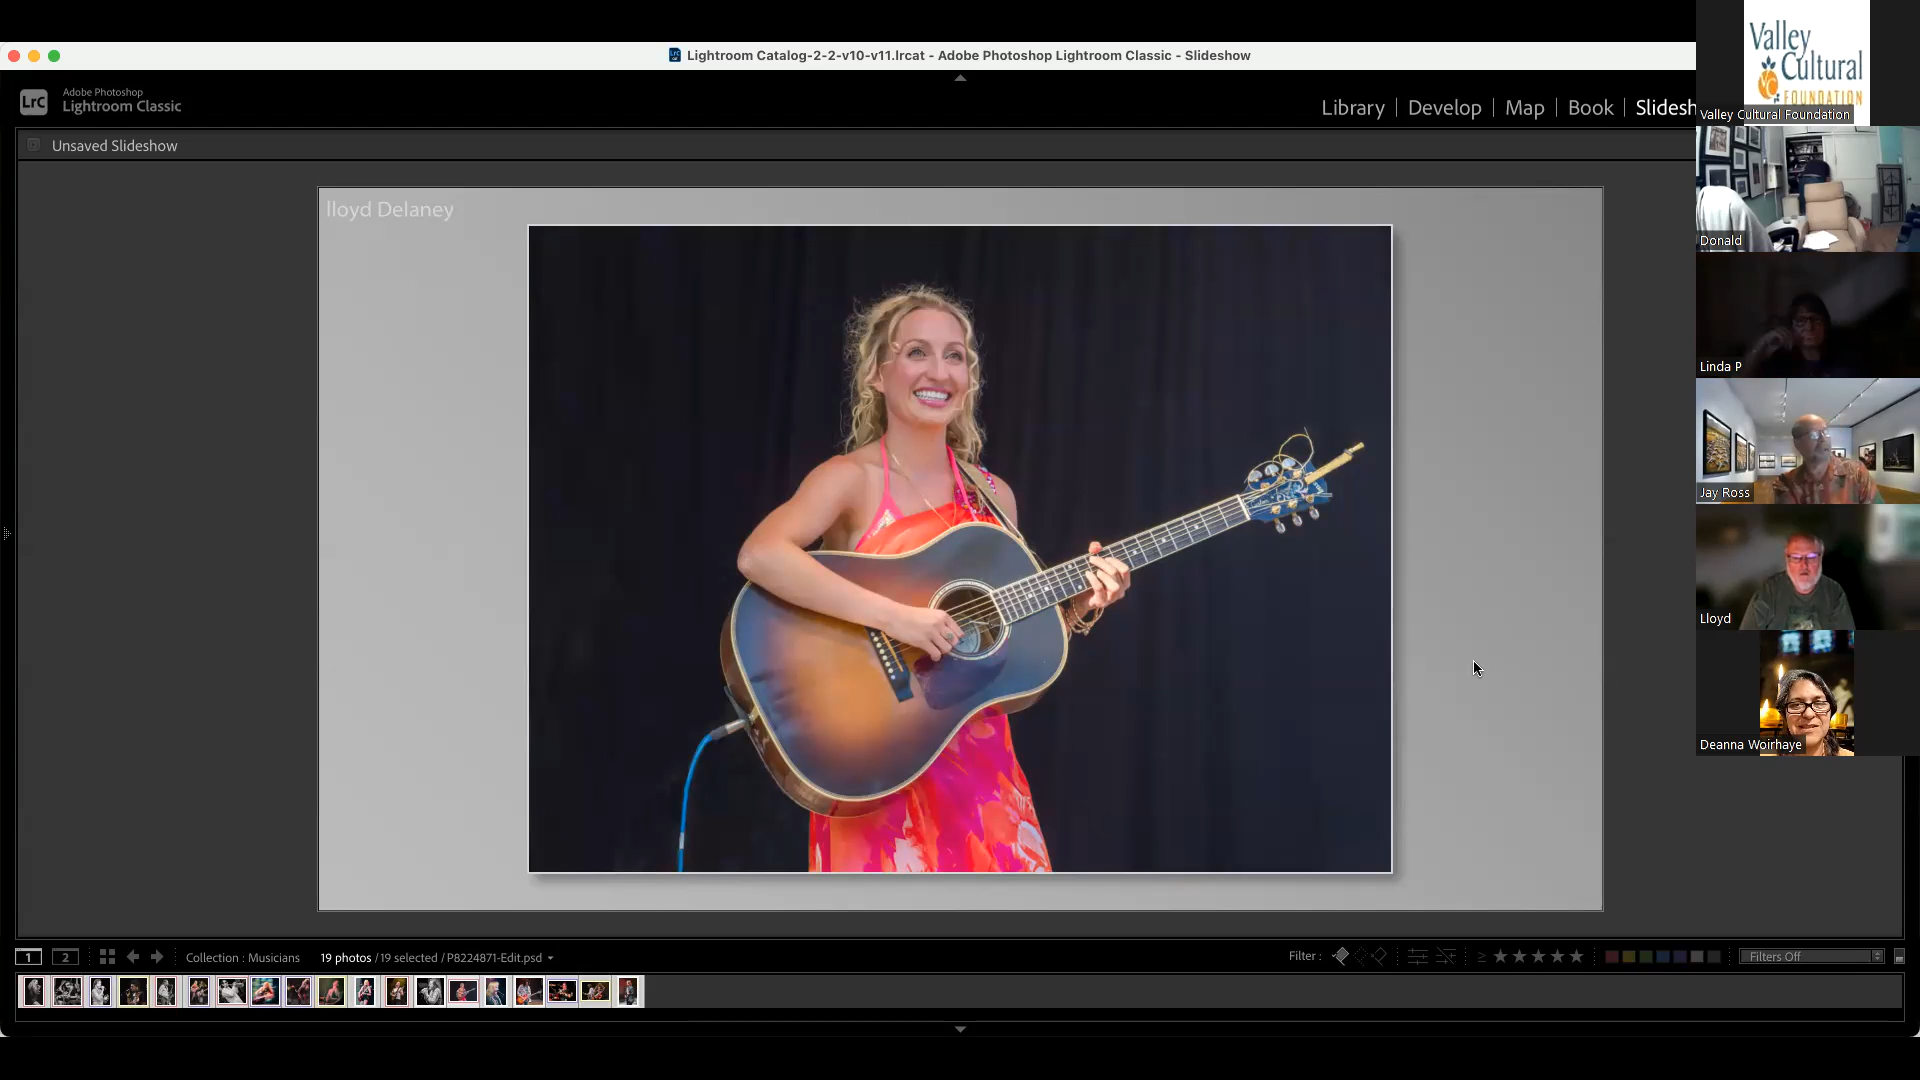 Lightroom Catalog-2-2-v10-v11.lrcat - Adobe Photoshop Lightroom Classic - Slideshow
LrC
Adobe Photoshop
Lightroom Classic
Library
Develop
Map
Book
Slidesh
Unsaved Slideshow
lloyd Delaney
Valley
Cultural
FOUNDATION
Valley Cultural Foundation
Donald
Linda P
Jay Ross
Lloyd
Deanna Woirhaye
1
2
Collection : Musicians
19 photos / 19 selected / P8224871-Edit.psd
Filter :
Filters Off